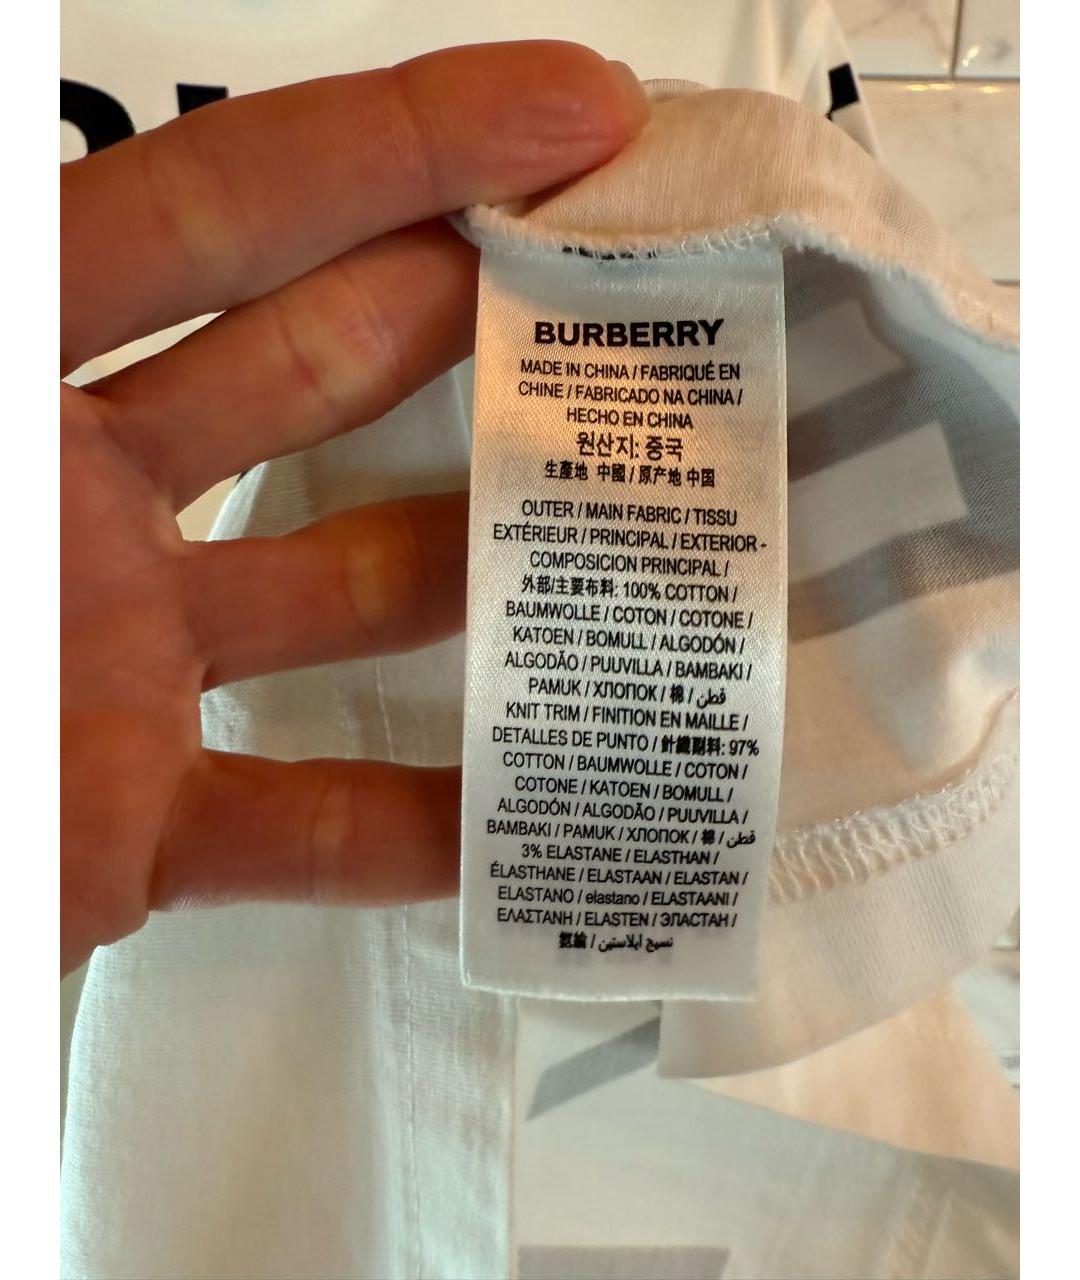 BURBERRY
MADE IN CHINA / FABRIQUÉ EN
CHINE / FABRICADO NA CHINA /
HECHO EN CHINA
원산지: 중국
生產地 中國 / 原产地 中国
OUTER / MAIN FABRIC / TISSU
EXTÉRIEUR / PRINCIPAL / EXTERIOR -
COMPOSICION PRINCIPAL /
外部/主要布料: 100% COTTON /
BAUMWOLLE / COTON / COTONE /
KATOEN / BOMULL / ALGODÓN /
ALGODÃO / PUUVILLA / BAMBAKI /
PAMUK / ХЛОПОК / 棉 / قطن
KNIT TRIM / FINITION EN MAILLE /
DETALLES DE PUNTO / 針織副料: 97%
COTTON / BAUMWOLLE / COTON /
COTONE / KATOEN / BOMULL /
ALGODÓN / ALGODÃO / PUUVILLA /
BAMBAKI / PAMUK / ХЛОПОК / 棉 / قطن
3% ELASTANE / ELASTHAN /
ÉLASTHANE / ELASTAAN / ELASTAN /
ELASTANO / elastano / ELASTAANI /
ΕΛΑΣΤΑΝΗ / ELASTEN / ЭЛАСТАН /
氨綸 / نسيج ايلاستين